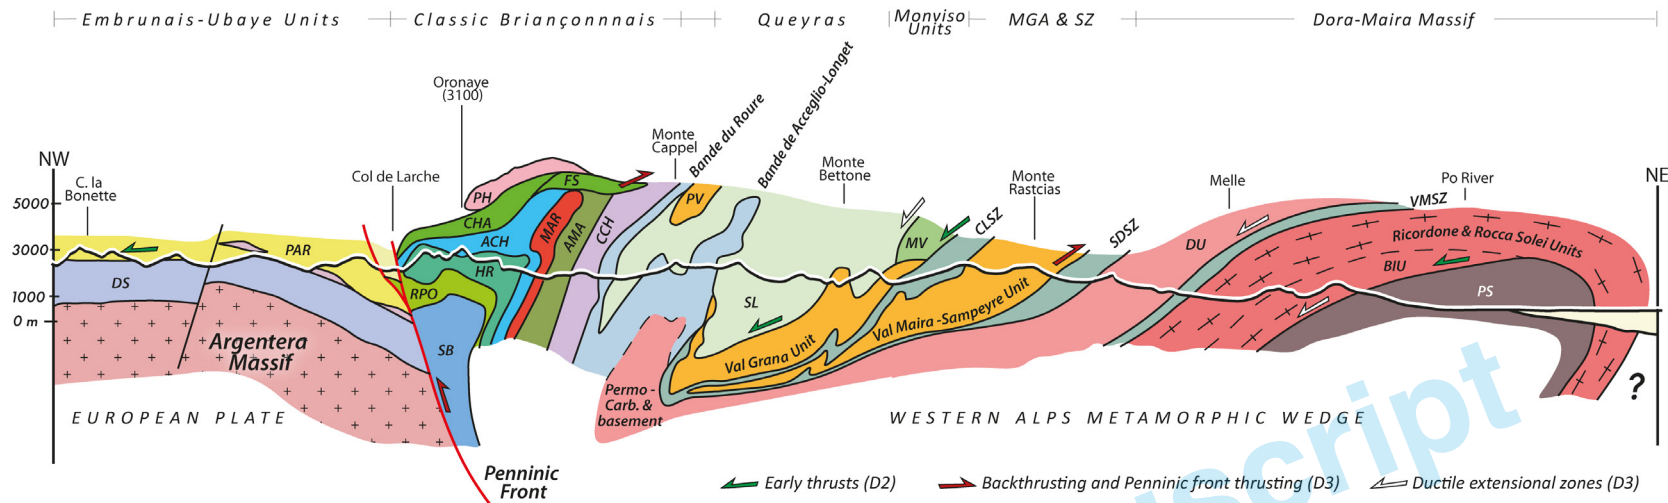 Embrunais-Ubaye Units
Classic Briançonnnais
Queyras
Monviso
Units
MGA & SZ
Dora-Maira Massif
NW
NE
5000
3000
1000
0 m
C. la
Bonette
Col de Larche
Oronaye
(3100)
Monte
Cappel
Bande du Roure
Bande de Acceglio-Longet
Monte
Bettone
Monte
Rastcias
Melle
Po River
CLSZ
SDSZ
VMSZ
PH
FS
CHA
ACH
MAR
AMA
CCH
PV
HR
RPO
PAR
DS
SB
SL
MV
DU
BIU
PS
Ricordone & Rocca Solei Units
Val Grana Unit
Val Maira -Sampeyre Unit
Argentera
Massif
Permo -
Carb. &
basement
?
EUROPEAN PLATE
WESTERN ALPS METAMORPHIC WEDGE
Penninic
Front
Early thrusts (D2)
Backthrusting and Penninic front thrusting (D3)
Ductile extensional zones (D3)
script